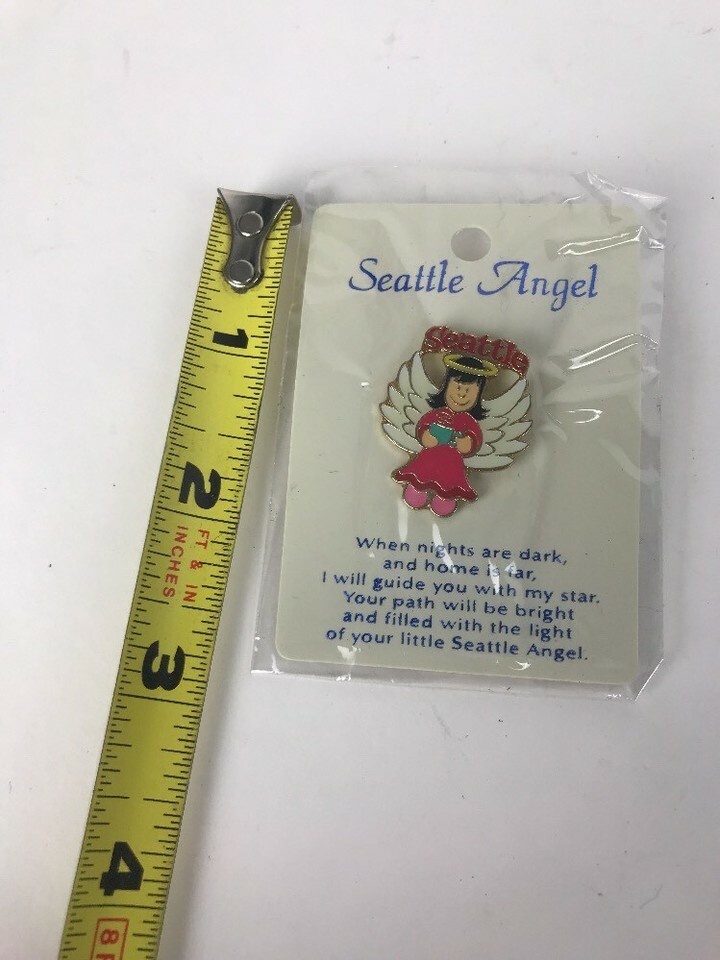 Seattle Angel
Seattle
When nights are dark,
and home is far,
I will guide you with my star.
Your path will be bright
and filled with the light
of your little Seattle Angel.
1
2
FT & IN
INCHES
3
4
8